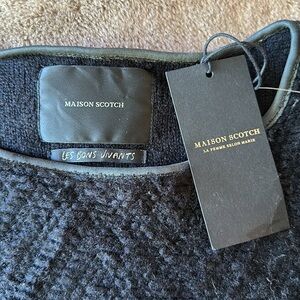 MAISON SCOTCH
LES BONS VIVANTS
MAISON SCOTCH
LA FEMME SELON MARIE